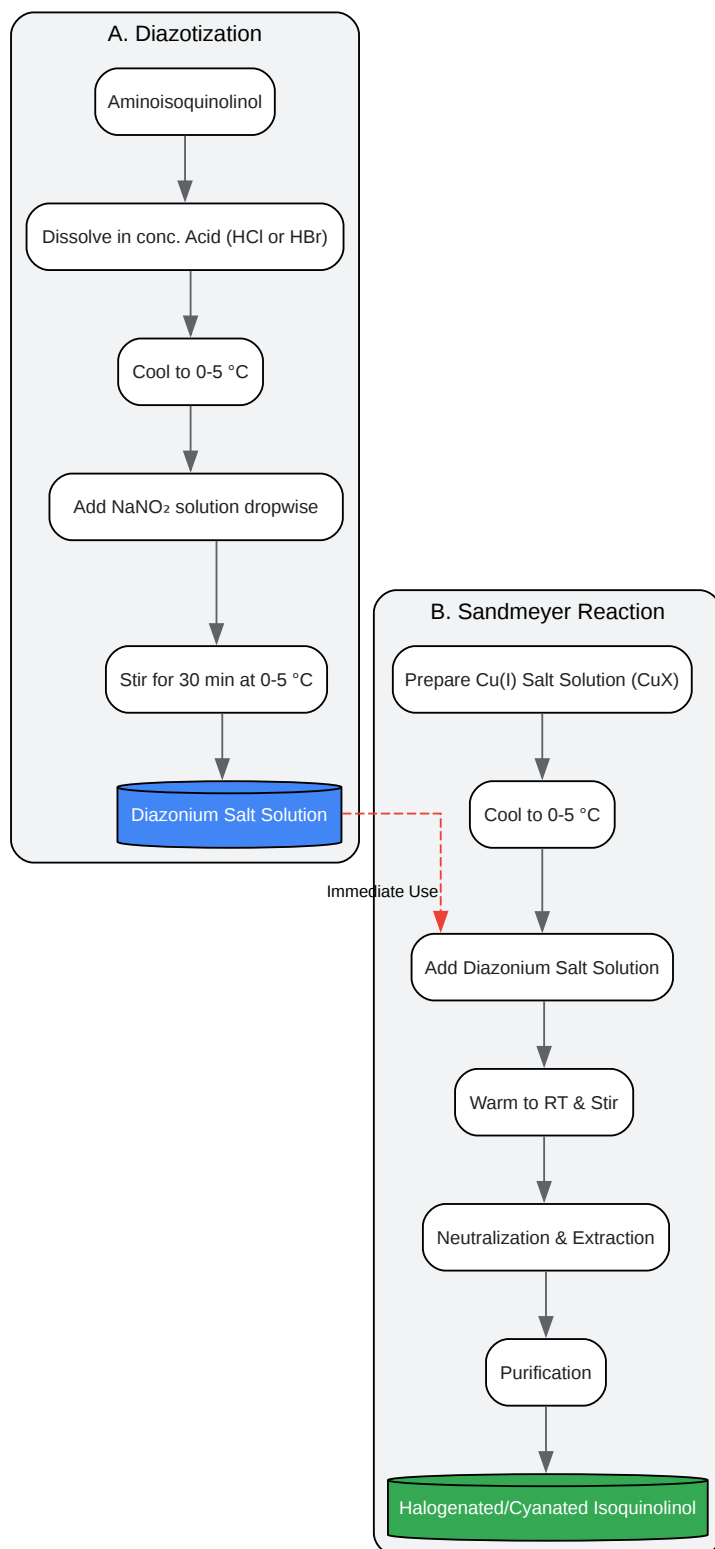 A. Diazotization
Aminoisoquinolinol
Dissolve in conc. Acid (HCl or HBr)
Cool to 0-5 °C
Add NaNO₂ solution dropwise
Stir for 30 min at 0-5 °C
Diazonium Salt Solution
Immediate Use
B. Sandmeyer Reaction
Prepare Cu(I) Salt Solution (CuX)
Cool to 0-5 °C
Add Diazonium Salt Solution
Warm to RT & Stir
Neutralization & Extraction
Purification
Halogenated/Cyanated Isoquinolinol